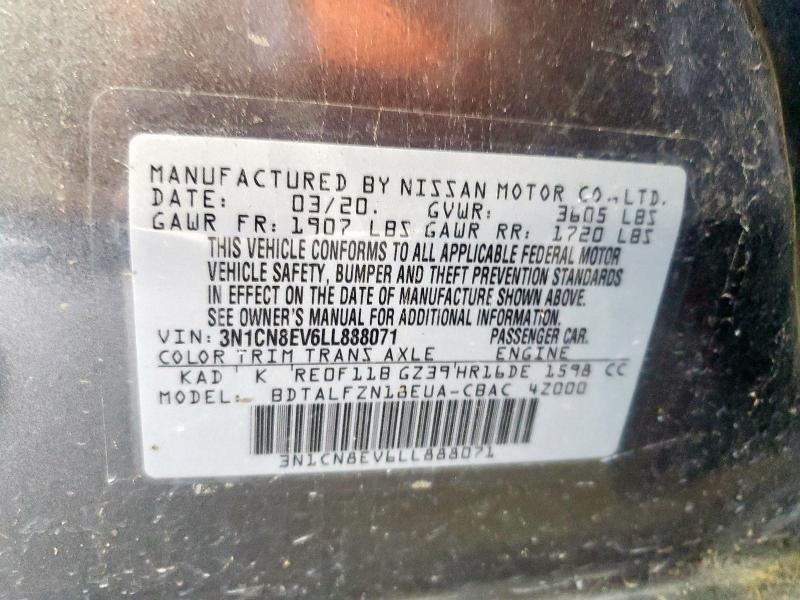 MANUFACTURED BY NISSAN MOTOR CO., LTD.
DATE: 03/20. GVWR: 3605 LBS
GAWR FR: 1907 LBS GAWR RR: 1720 LBS
THIS VEHICLE CONFORMS TO ALL APPLICABLE FEDERAL MOTOR
VEHICLE SAFETY, BUMPER AND THEFT PREVENTION STANDARDS
IN EFFECT ON THE DATE OF MANUFACTURE SHOWN ABOVE.
SEE OWNER'S MANUAL FOR ADDITIONAL INFORMATION.
VIN: 3N1CN8EV6LL888071 PASSENGER CAR.
COLOR TRIM TRANS AXLE ENGINE
KAD K RE0F11B GZ39 HR16DE 1598 CC
MODEL: BDTALFZN18EUA-CBAC 4Z000
3N1CN8EV6LL888071